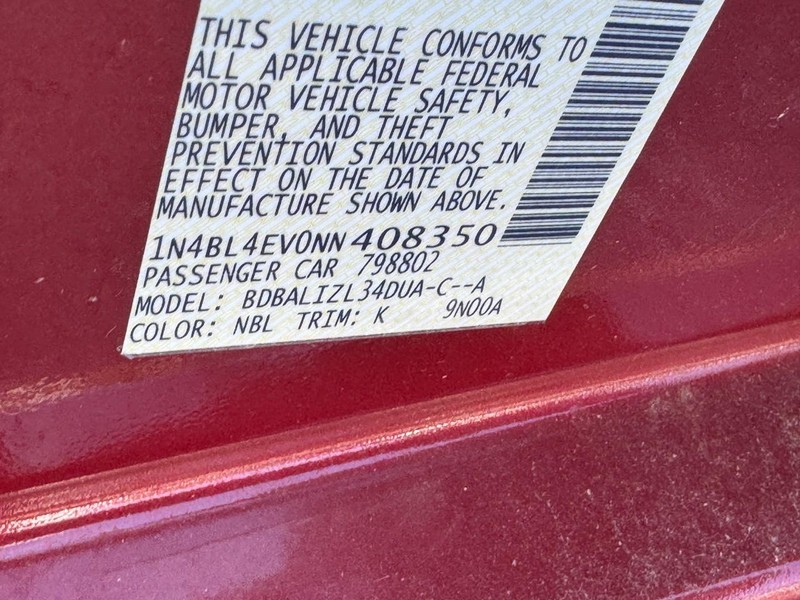 THIS VEHICLE CONFORMS TO
ALL APPLICABLE FEDERAL
MOTOR VEHICLE SAFETY,
BUMPER, AND THEFT
PREVENTION STANDARDS IN
EFFECT ON THE DATE OF
MANUFACTURE SHOWN ABOVE.
1N4BL4EV0NN408350
PASSENGER CAR 798802
MODEL: BDBALIZL34DUA-C--A
COLOR: NBL TRIM: K 9N00A